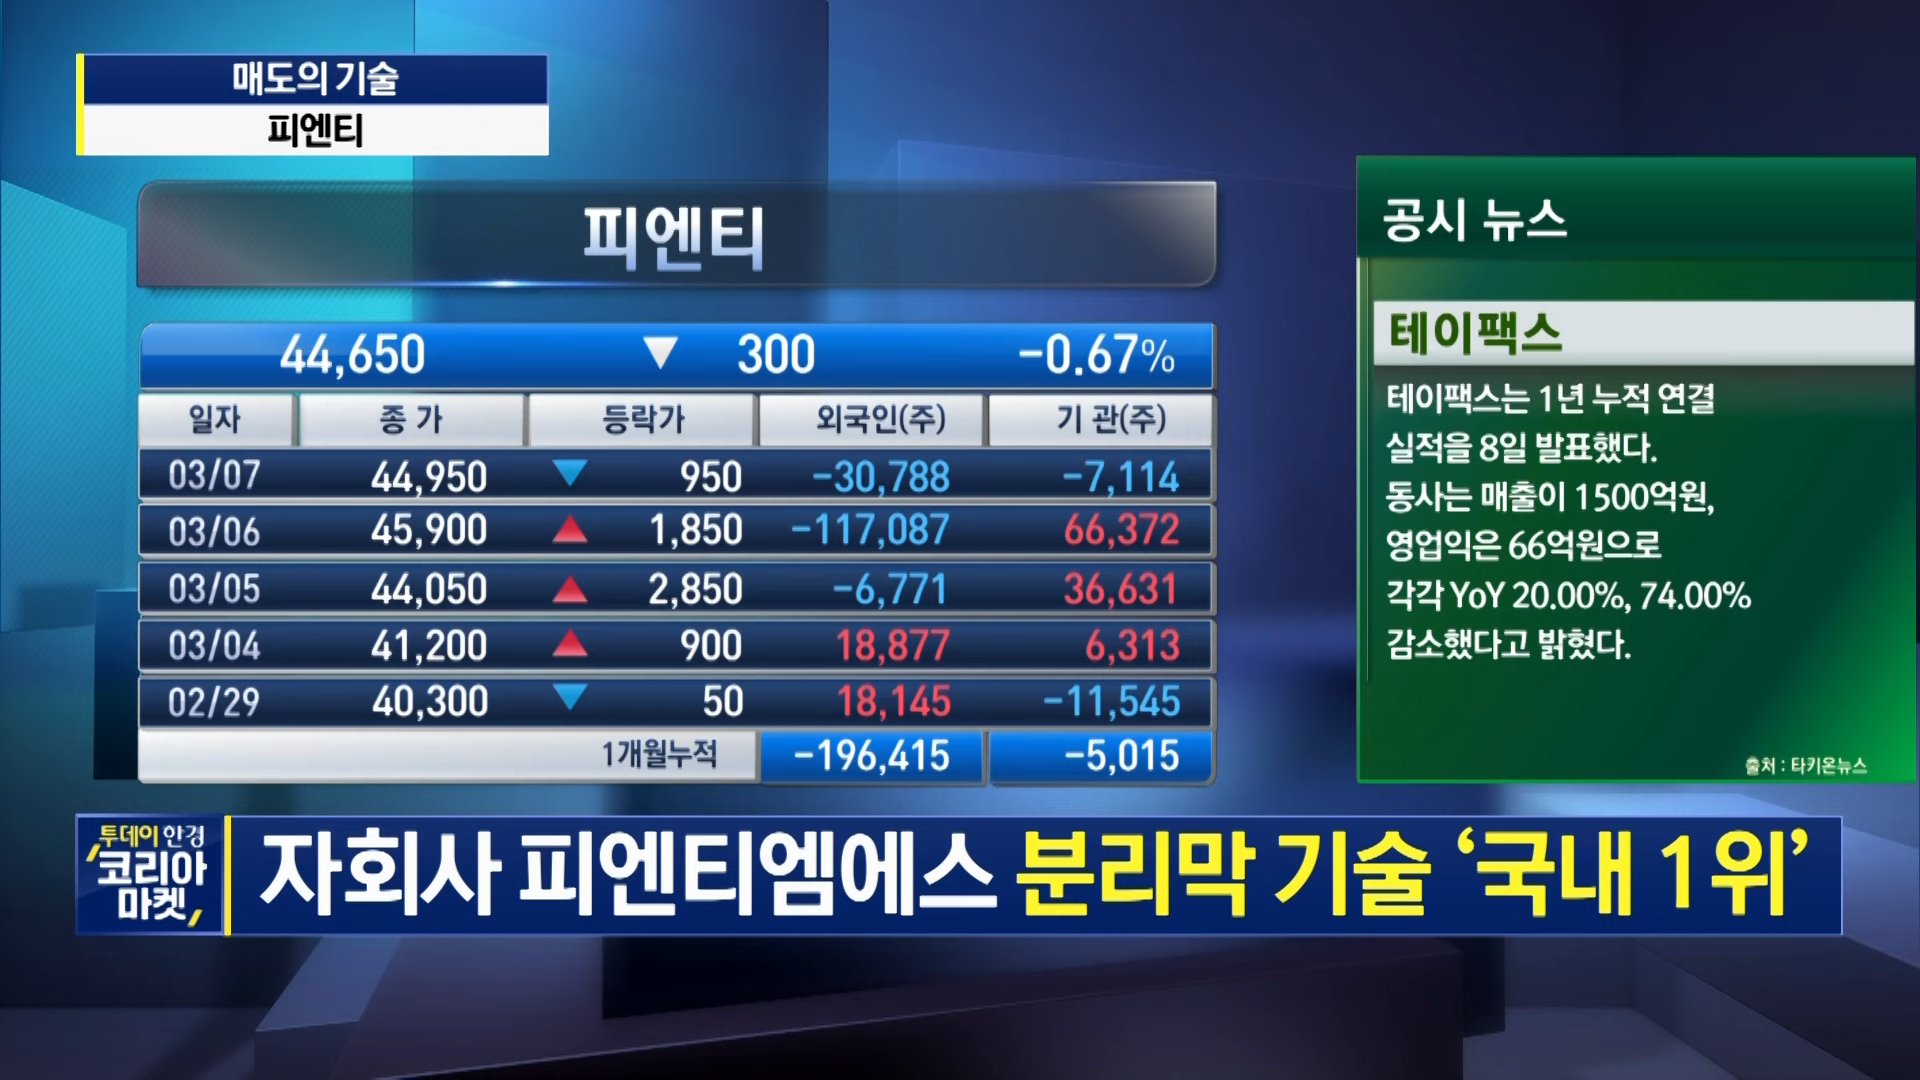 매도의 기술
피엔티
피엔티
44,650 ▼ 300 -0.67%
일자 종 가 등락가 외국인(주) 기 관(주)
03/07 44,950 ▼ 950 -30,788 -7,114
03/06 45,900 ▲ 1,850 -117,087 66,372
03/05 44,050 ▲ 2,850 -6,771 36,631
03/04 41,200 ▲ 900 18,877 6,313
02/29 40,300 ▼ 50 18,145 -11,545
1개월누적 -196,415 -5,015
공시 뉴스
테이팩스
테이팩스는 1년 누적 연결
실적을 8일 발표했다.
동사는 매출이 1500억원,
영업익은 66억원으로
각각 YoY 20.00%, 74.00%
감소했다고 밝혔다.
출처 : 타키온뉴스
투데이 한경
코리아
마켓
자회사 피엔티엠에스 분리막 기술 ‘국내 1위’